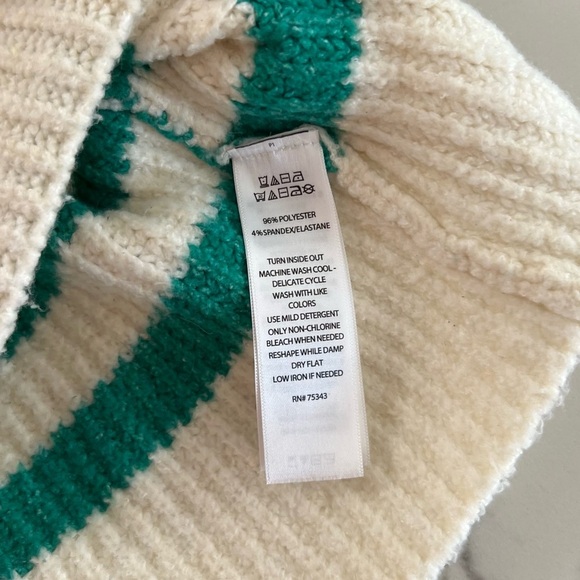 96% POLYESTER
4% SPANDEX/ELASTANE
TURN INSIDE OUT
MACHINE WASH COOL -
DELICATE CYCLE
WASH WITH LIKE
COLORS
USE MILD DETERGENT
ONLY NON-CHLORINE
BLEACH WHEN NEEDED
RESHAPE WHILE DAMP
DRY FLAT
LOW IRON IF NEEDED
RN# 75343